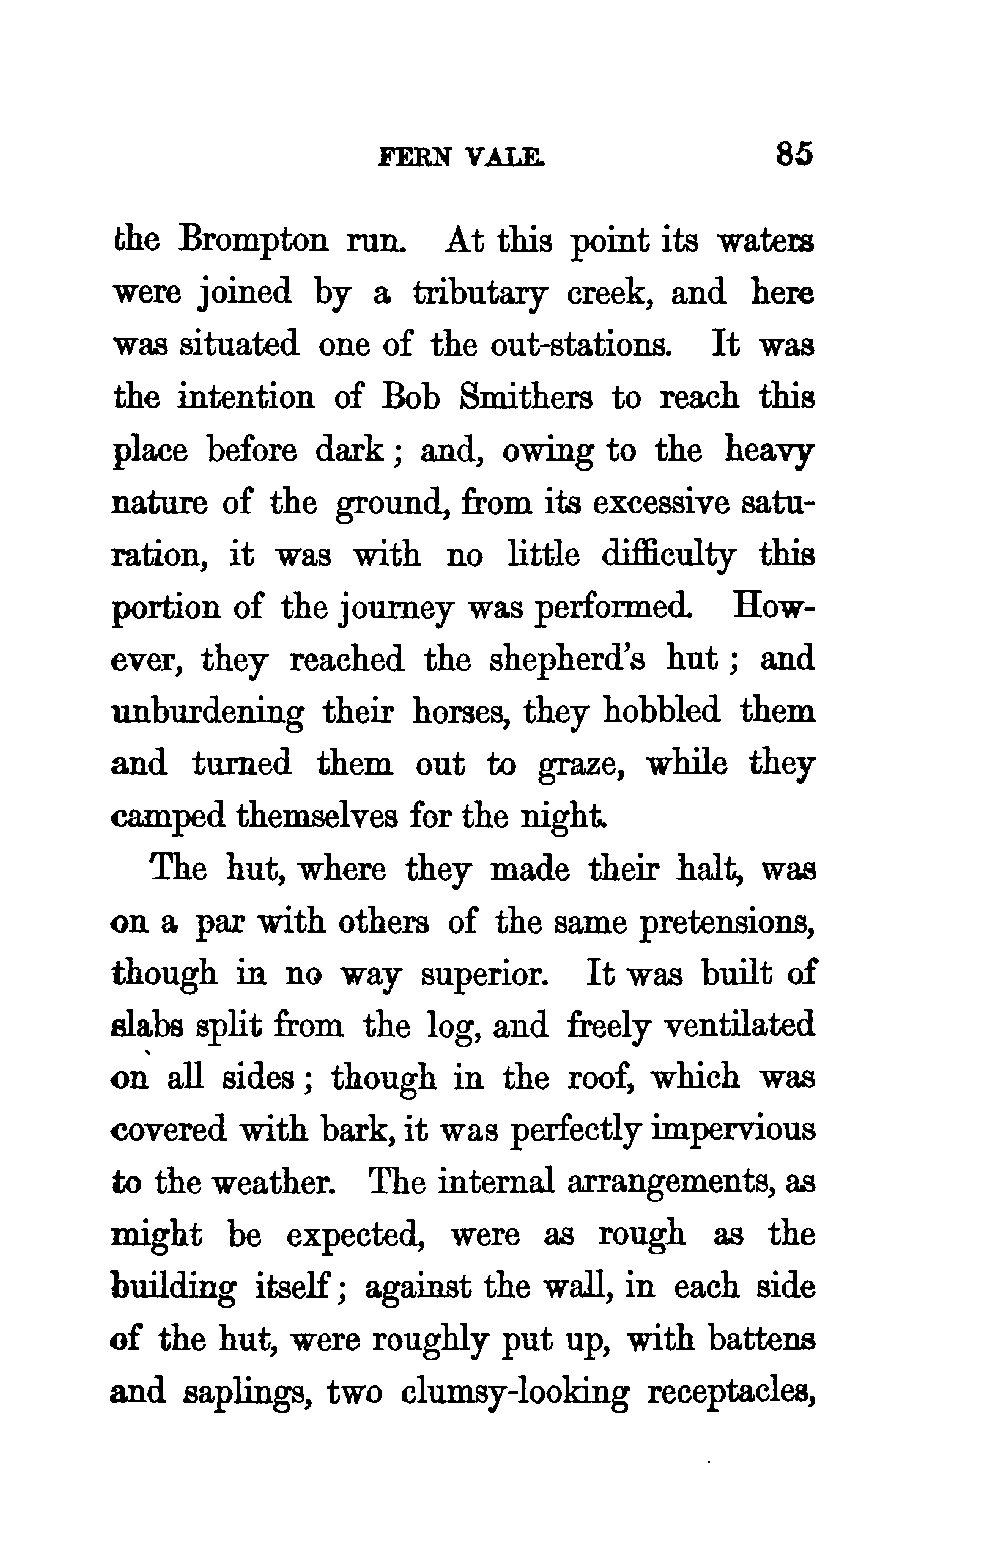 FERN VALE. 85
the Brompton run. At this point its waters
were joined by a tributary creek, and here
was situated one of the out-stations. It was
the intention of Bob Smithers to reach this
place before dark ; and, owing to the heavy
nature of the ground, from its excessive satu-
ration, it was with no little difficulty this
portion of the journey was performed. How-
ever, they reached the shepherd's hut ; and
unburdening their horses, they hobbled them
and turned them out to graze, while they
camped themselves for the night.
The hut, where they made their halt, was
on a par with others of the same pretensions,
though in no way superior. It was built of
slabs split from the log, and freely ventilated
on all sides ; though in the roof, which was
covered with bark, it was perfectly impervious
to the weather. The internal arrangements, as
might be expected, were as rough as the
building itself ; against the wall, in each side
of the hut, were roughly put up, with battens
and saplings, two clumsy-looking receptacles,